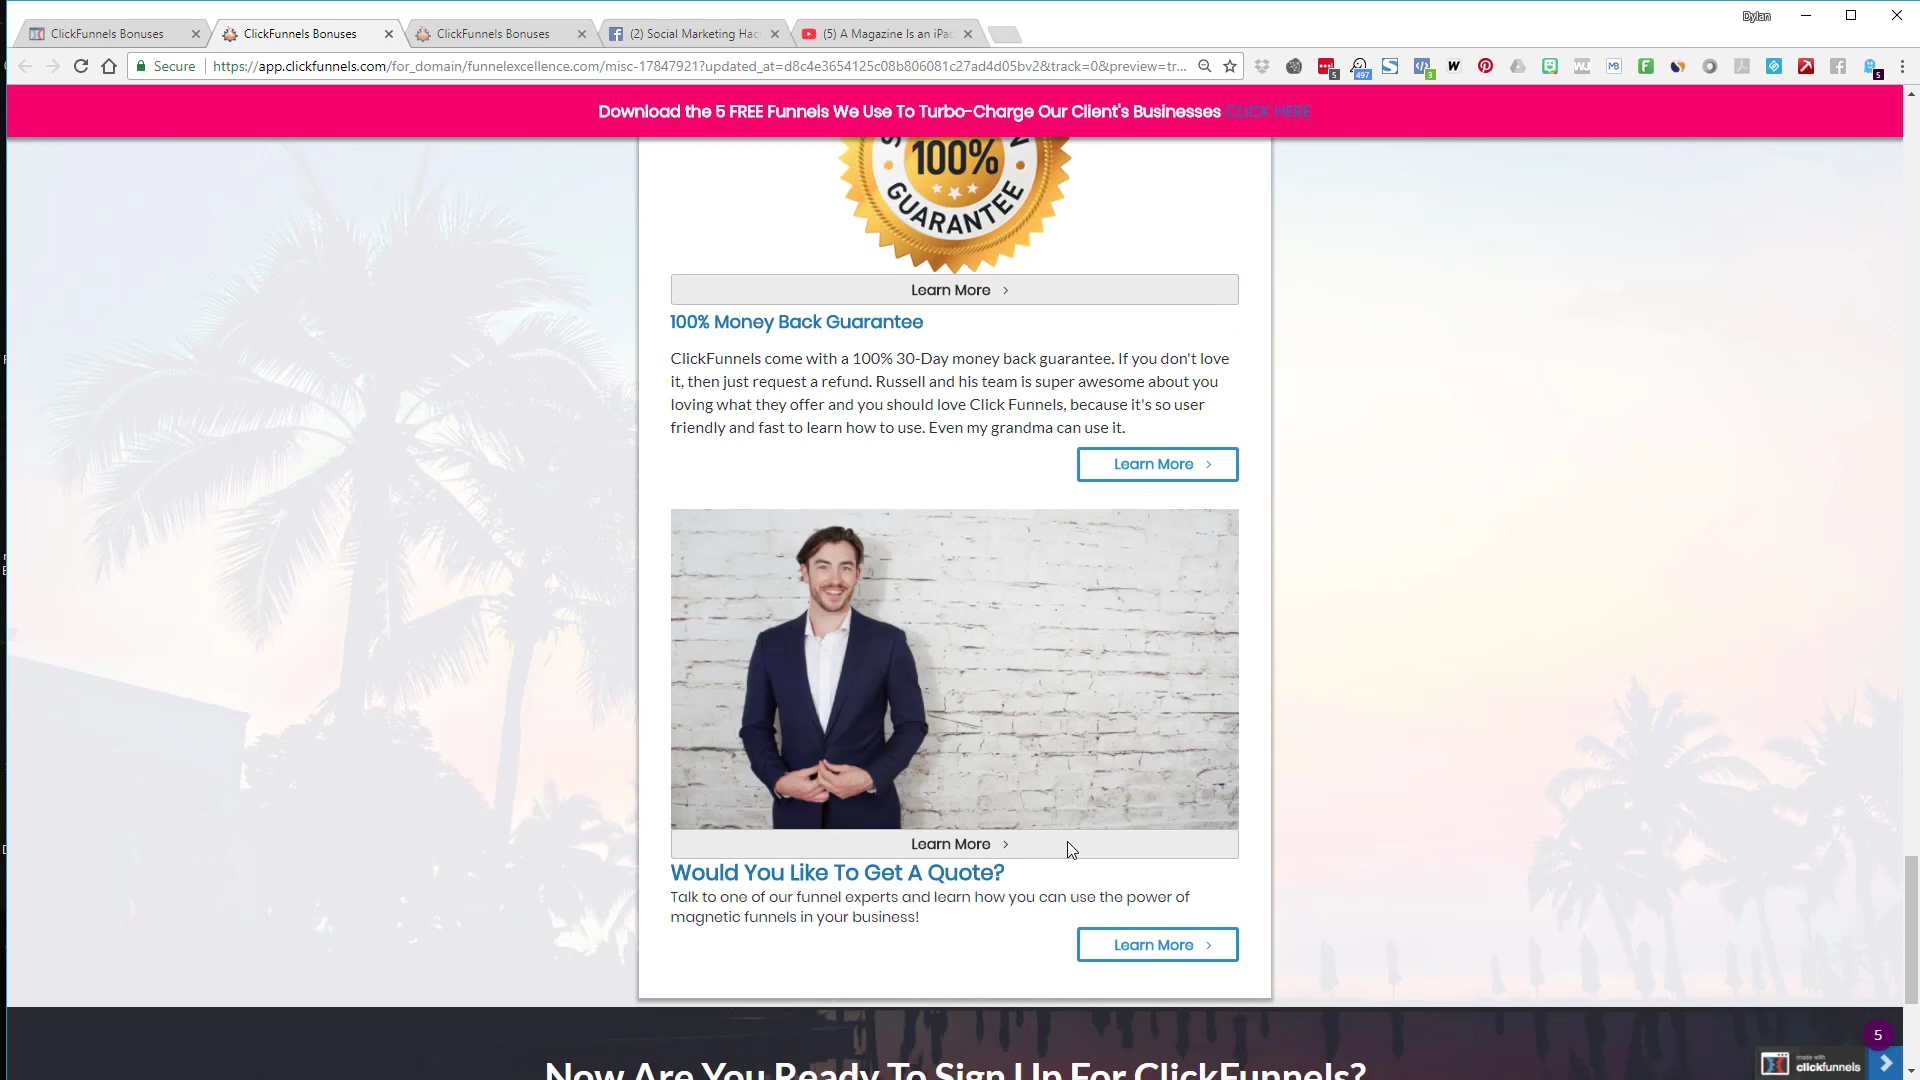 Dylan
ClickFunnels Bonuses
ClickFunnels Bonuses
ClickFunnels Bonuses
(2) Social Marketing Hac
(5) A Magazine Is an iPa
Secure
https://app.clickfunnels.com/for_domain/funnelexcellence.com/misc-17847921?updated_at=d8c4e3654125c08b806081c27ad4d05bv2&track=0&preview=tr...
5
497
3
W
WJ
MB
F
5
Download the 5 FREE Funnels We Use To Turbo-Charge Our Client's Businesses CLICK HERE
100%
GUARANTEE
Learn More
100% Money Back Guarantee
ClickFunnels come with a 100% 30-Day money back guarantee. If you don't love
it, then just request a refund. Russell and his team is super awesome about you
loving what they offer and you should love Click Funnels, because it's so user
friendly and fast to learn how to use. Even my grandma can use it.
Learn More
Learn More
Would You Like To Get A Quote?
Talk to one of our funnel experts and learn how you can use the power of
magnetic funnels in your business!
Learn More
Now Are You Ready To Sign Up For ClickFunnels?
5
made with
clickfunnels